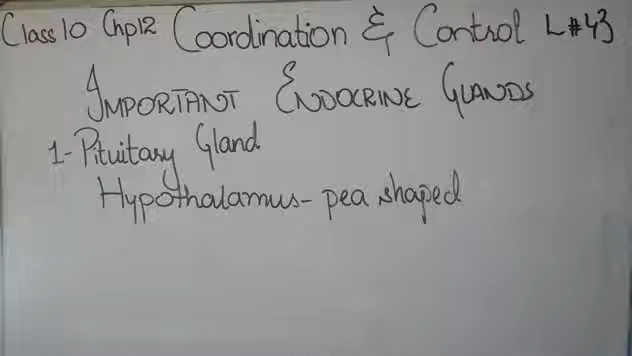 Class 10 Chp12 Coordination & Control L#43
IMPORTANT ENDOCRINE GLANDS
1- Pituitary Gland
Hypothalamus- pea shaped